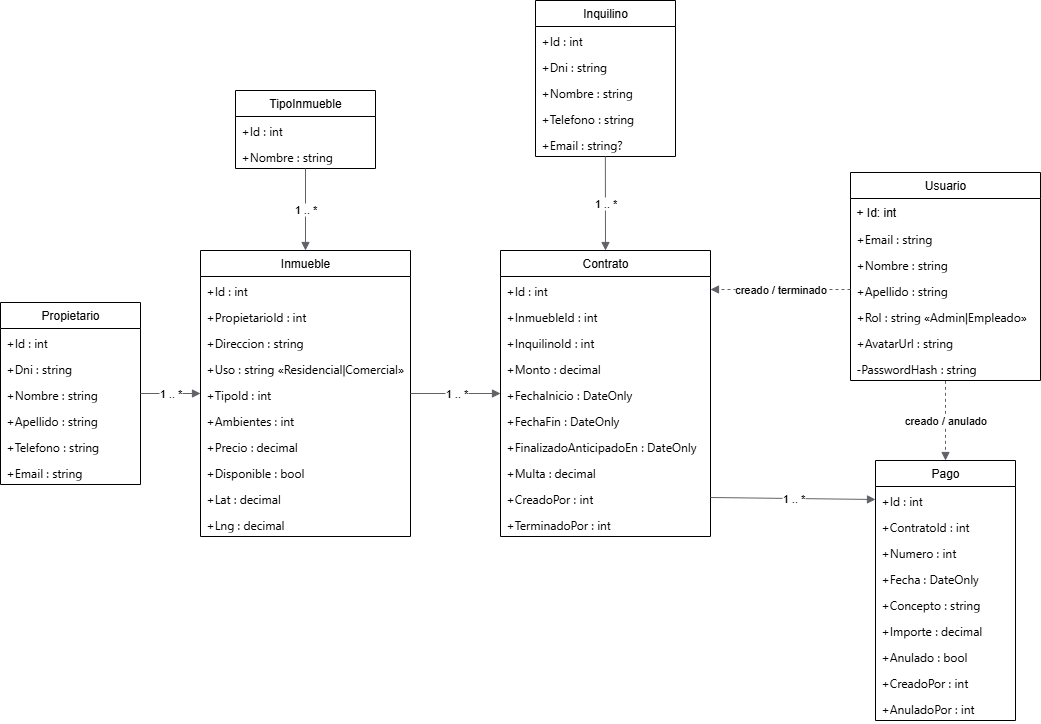 Inquilino
+Id : int
+Dni : string
+Nombre : string
+Telefono : string
+Email : string?
TipoInmueble
+Id : int
+Nombre : string
1 .. *
1 .. *
Usuario
+ Id: int
+Email : string
+Nombre : string
+Apellido : string
+Rol : string «Admin|Empleado»
+AvatarUrl : string
-PasswordHash : string
Propietario
+Id : int
+Dni : string
+Nombre : string
+Apellido : string
+Telefono : string
+Email : string
1 .. *
Inmueble
+Id : int
+PropietarioId : int
+Direccion : string
+Uso : string «Residencial|Comercial»
+TipoId : int
+Ambientes : int
+Precio : decimal
+Disponible : bool
+Lat : decimal
+Lng : decimal
1 .. *
Contrato
+Id : int
+InmuebleId : int
+InquilinoId : int
+Monto : decimal
+FechaInicio : DateOnly
+FechaFin : DateOnly
+FinalizadoAnticipadoEn : DateOnly
+Multa : decimal
+CreadoPor : int
+TerminadoPor : int
creado / terminado
creado / anulado
1 .. *
Pago
+Id : int
+ContratoId : int
+Numero : int
+Fecha : DateOnly
+Concepto : string
+Importe : decimal
+Anulado : bool
+CreadoPor : int
+AnuladoPor : int